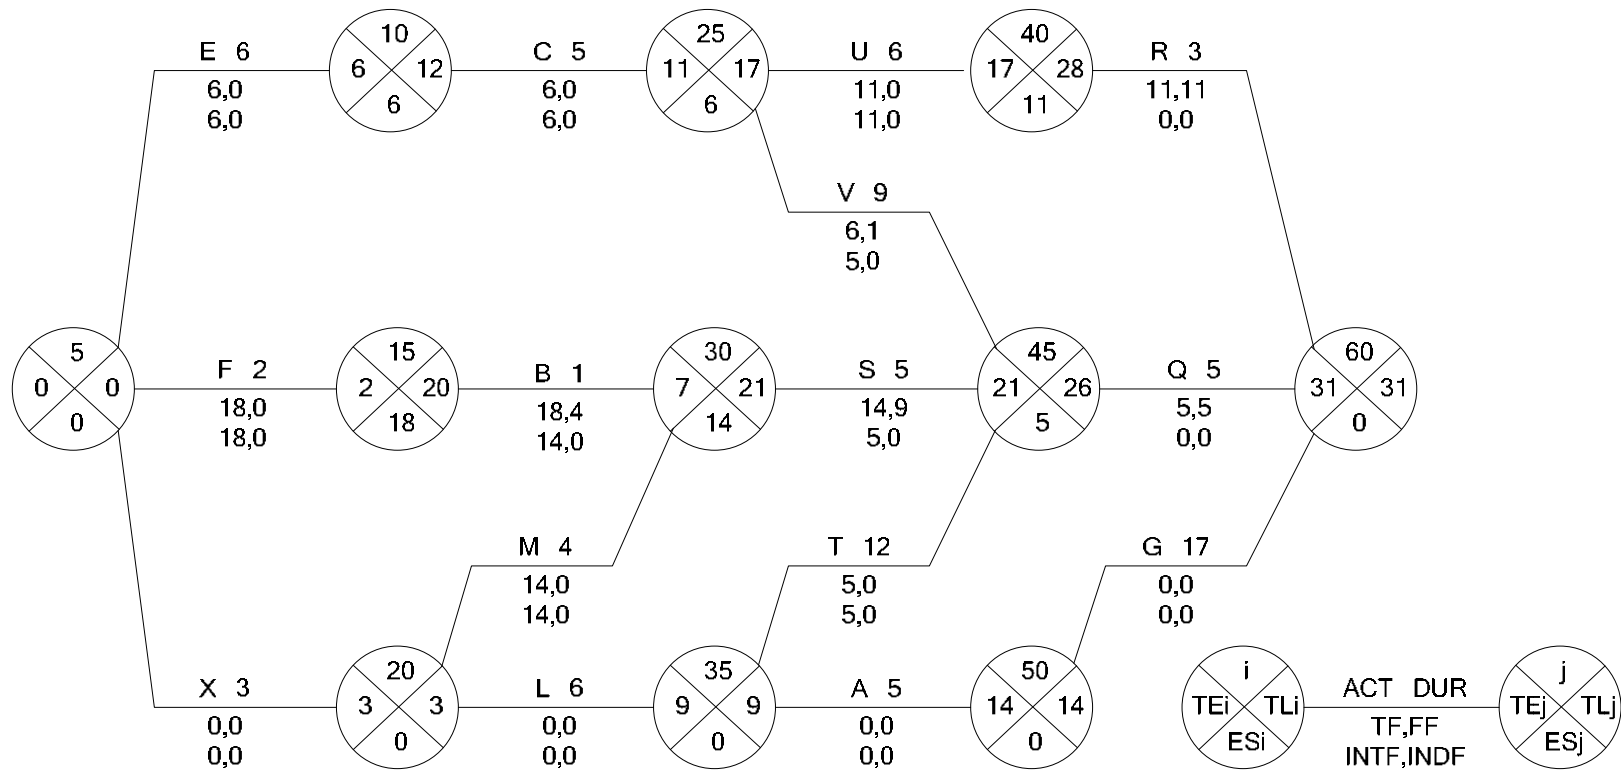 10
E 6
C 5
25
U 6
40
R 3
6 12
11 17
17 28
6,0
6,0
6
6,0
6,0
6
11,0
11,0
11
11,11
0,0
V 9
6,1
5,0
5
0 0
0
F 2
18,0
18,0
15
2 20
18
B 1
18,4
14,0
30
7 21
14
S 5
14,9
5,0
45
21 26
5
Q 5
5,5
0,0
60
31 31
0
M 4
14,0
14,0
T 12
5,0
5,0
G 17
0,0
0,0
X 3
0,0
0,0
20
3 3
0
L 6
0,0
0,0
35
9 9
0
A 5
0,0
0,0
50
14 14
0
i
TEi TLi
ESi
ACT DUR
TF,FF
INTF,INDF
j
TEj TLj
ESj